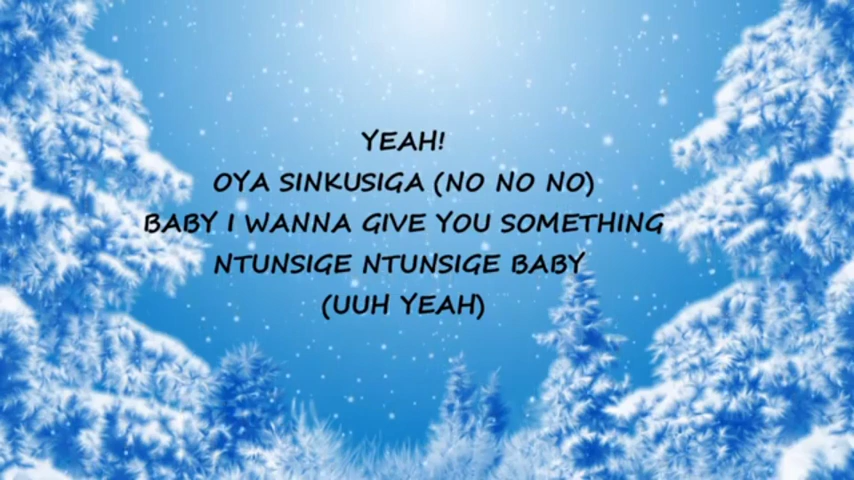 YEAH!
OYA SINKUSIGA (NO NO NO)
BABY I WANNA GIVE YOU SOMETHING
NTUNSIGE NTUNSIGE BABY
(UUH YEAH)